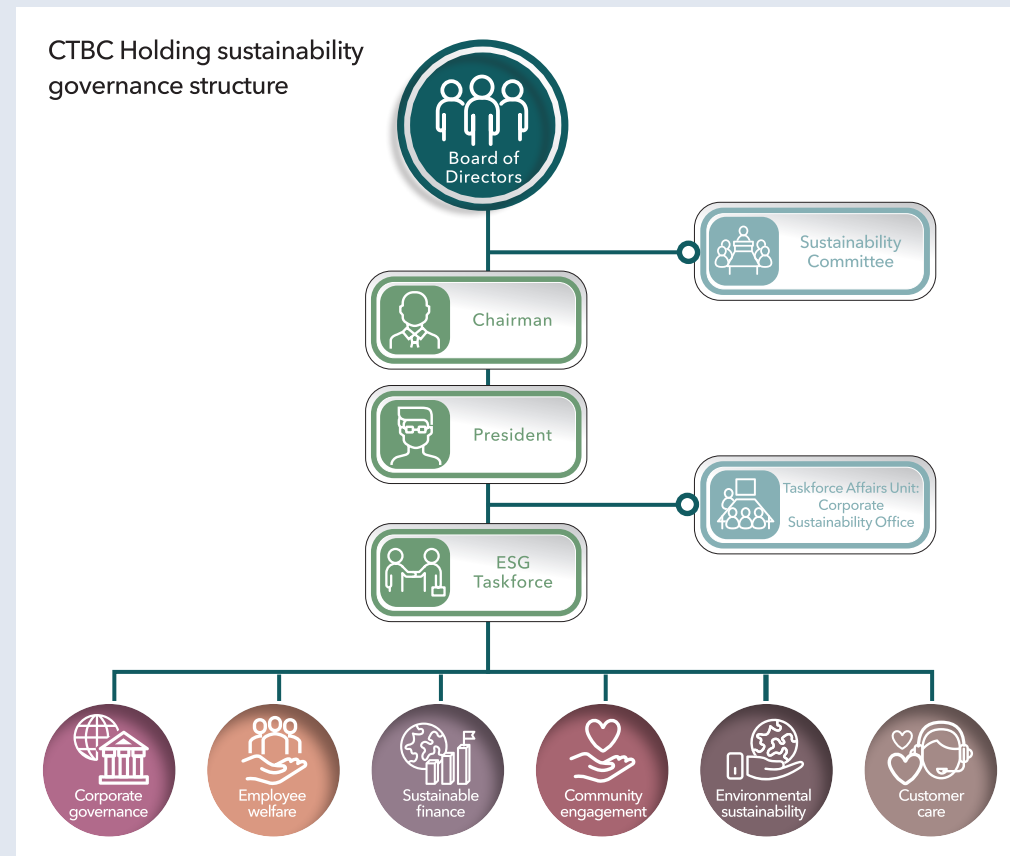 CTBC Holding sustainability
governance structure
Board of
Directors
Sustainability
Committee
Chairman
President
Taskforce Affairs Unit:
Corporate
Sustainability Office
ESG
Taskforce
Corporate
governance
Employee
welfare
Sustainable
finance
Community
engagement
Environmental
sustainability
Customer
care